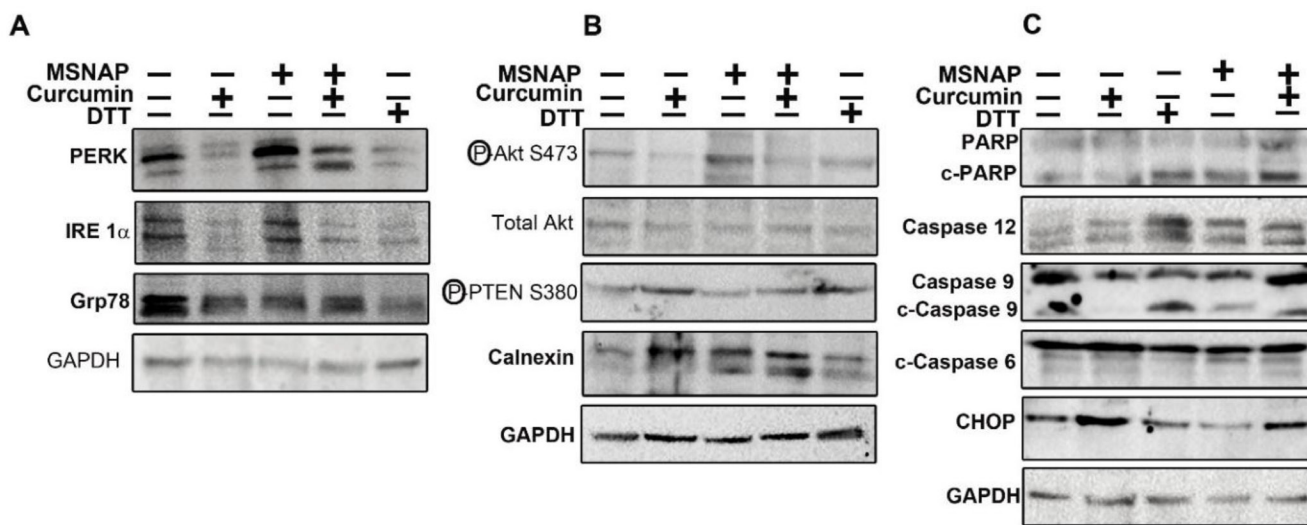 A
MSNAP − − + + −
Curcumin − + − + −
DTT − − − − +
PERK
IRE 1α
Grp78
GAPDH
B
MSNAP − − + + −
Curcumin − + − + −
DTT − − − − +
Ⓟ-Akt S473
Total Akt
Ⓟ-PTEN S380
Calnexin
GAPDH
C
MSNAP − − − + +
Curcumin − + − − +
DTT − − + − −
PARP
c-PARP
Caspase 12
Caspase 9
c-Caspase 9
c-Caspase 6
CHOP
GAPDH